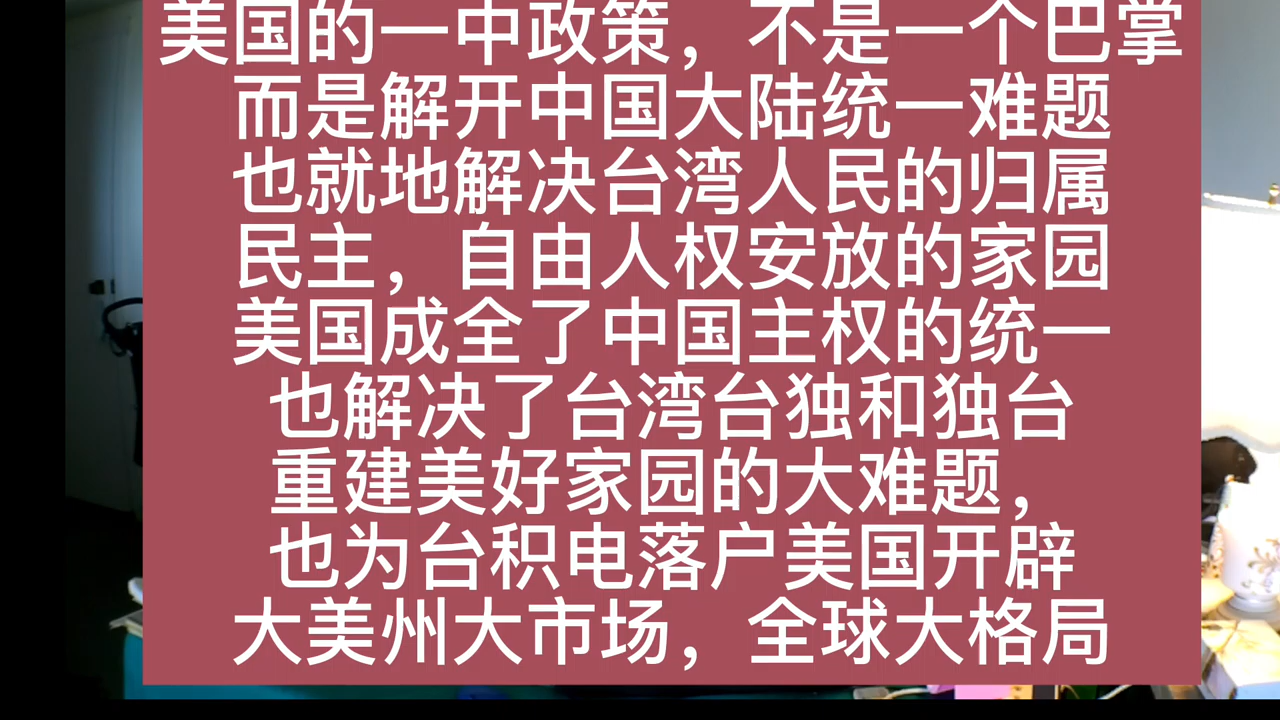 美国的一中政策，不是一个巴掌
而是解开中国大陆统一难题
也就地解决台湾人民的归属
民主，自由人权安放的家园
美国成全了中国主权的统一
也解决了台湾台独和独台
重建美好家园的大难题，
也为台积电落户美国开辟
大美州大市场，全球大格局